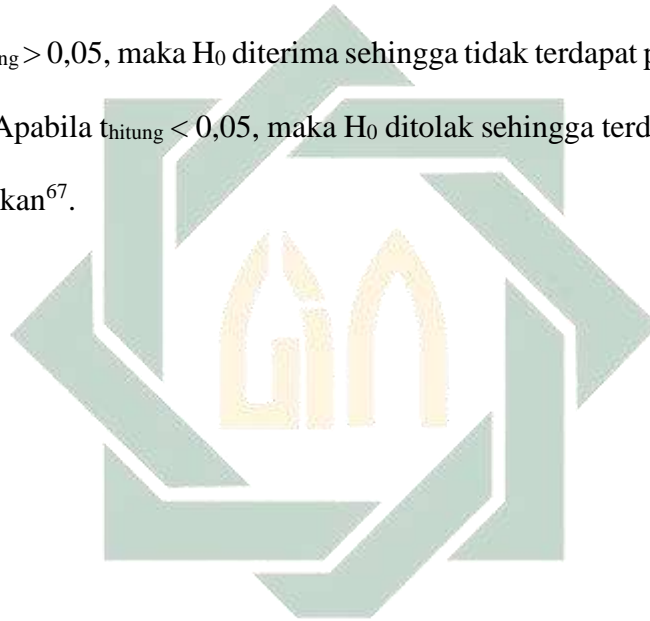 ng > 0,05, maka H₀ diterima sehingga tidak terdapat p
Apabila thitung < 0,05, maka H₀ ditolak sehingga terd
kan⁶⁷.